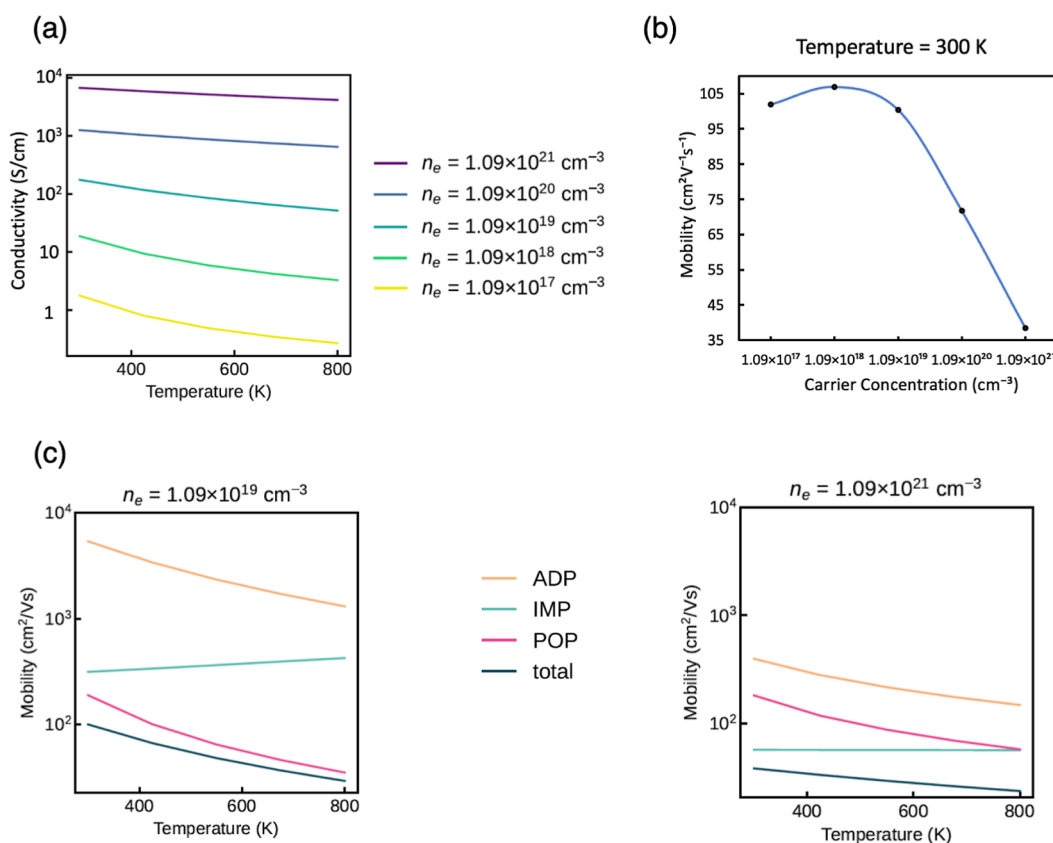 (a)
10⁴
10³
10²
10
1
Conductivity (S/cm)
400
600
800
Temperature (K)
nₑ = 1.09×10²¹ cm⁻³
nₑ = 1.09×10²⁰ cm⁻³
nₑ = 1.09×10¹⁹ cm⁻³
nₑ = 1.09×10¹⁸ cm⁻³
nₑ = 1.09×10¹⁷ cm⁻³
(b)
Temperature = 300 K
105
95
85
75
65
55
45
35
Mobility (cm²V⁻¹s⁻¹)
1.09×10¹⁷ 1.09×10¹⁸ 1.09×10¹⁹ 1.09×10²⁰ 1.09×10²¹
Carrier Concentration (cm⁻³)
(c)
nₑ = 1.09×10¹⁹ cm⁻³
10⁴
10³
10²
Mobility (cm²/Vs)
400
600
800
Temperature (K)
ADP
IMP
POP
total
nₑ = 1.09×10²¹ cm⁻³
10⁴
10³
10²
Mobility (cm²/Vs)
400
600
800
Temperature (K)